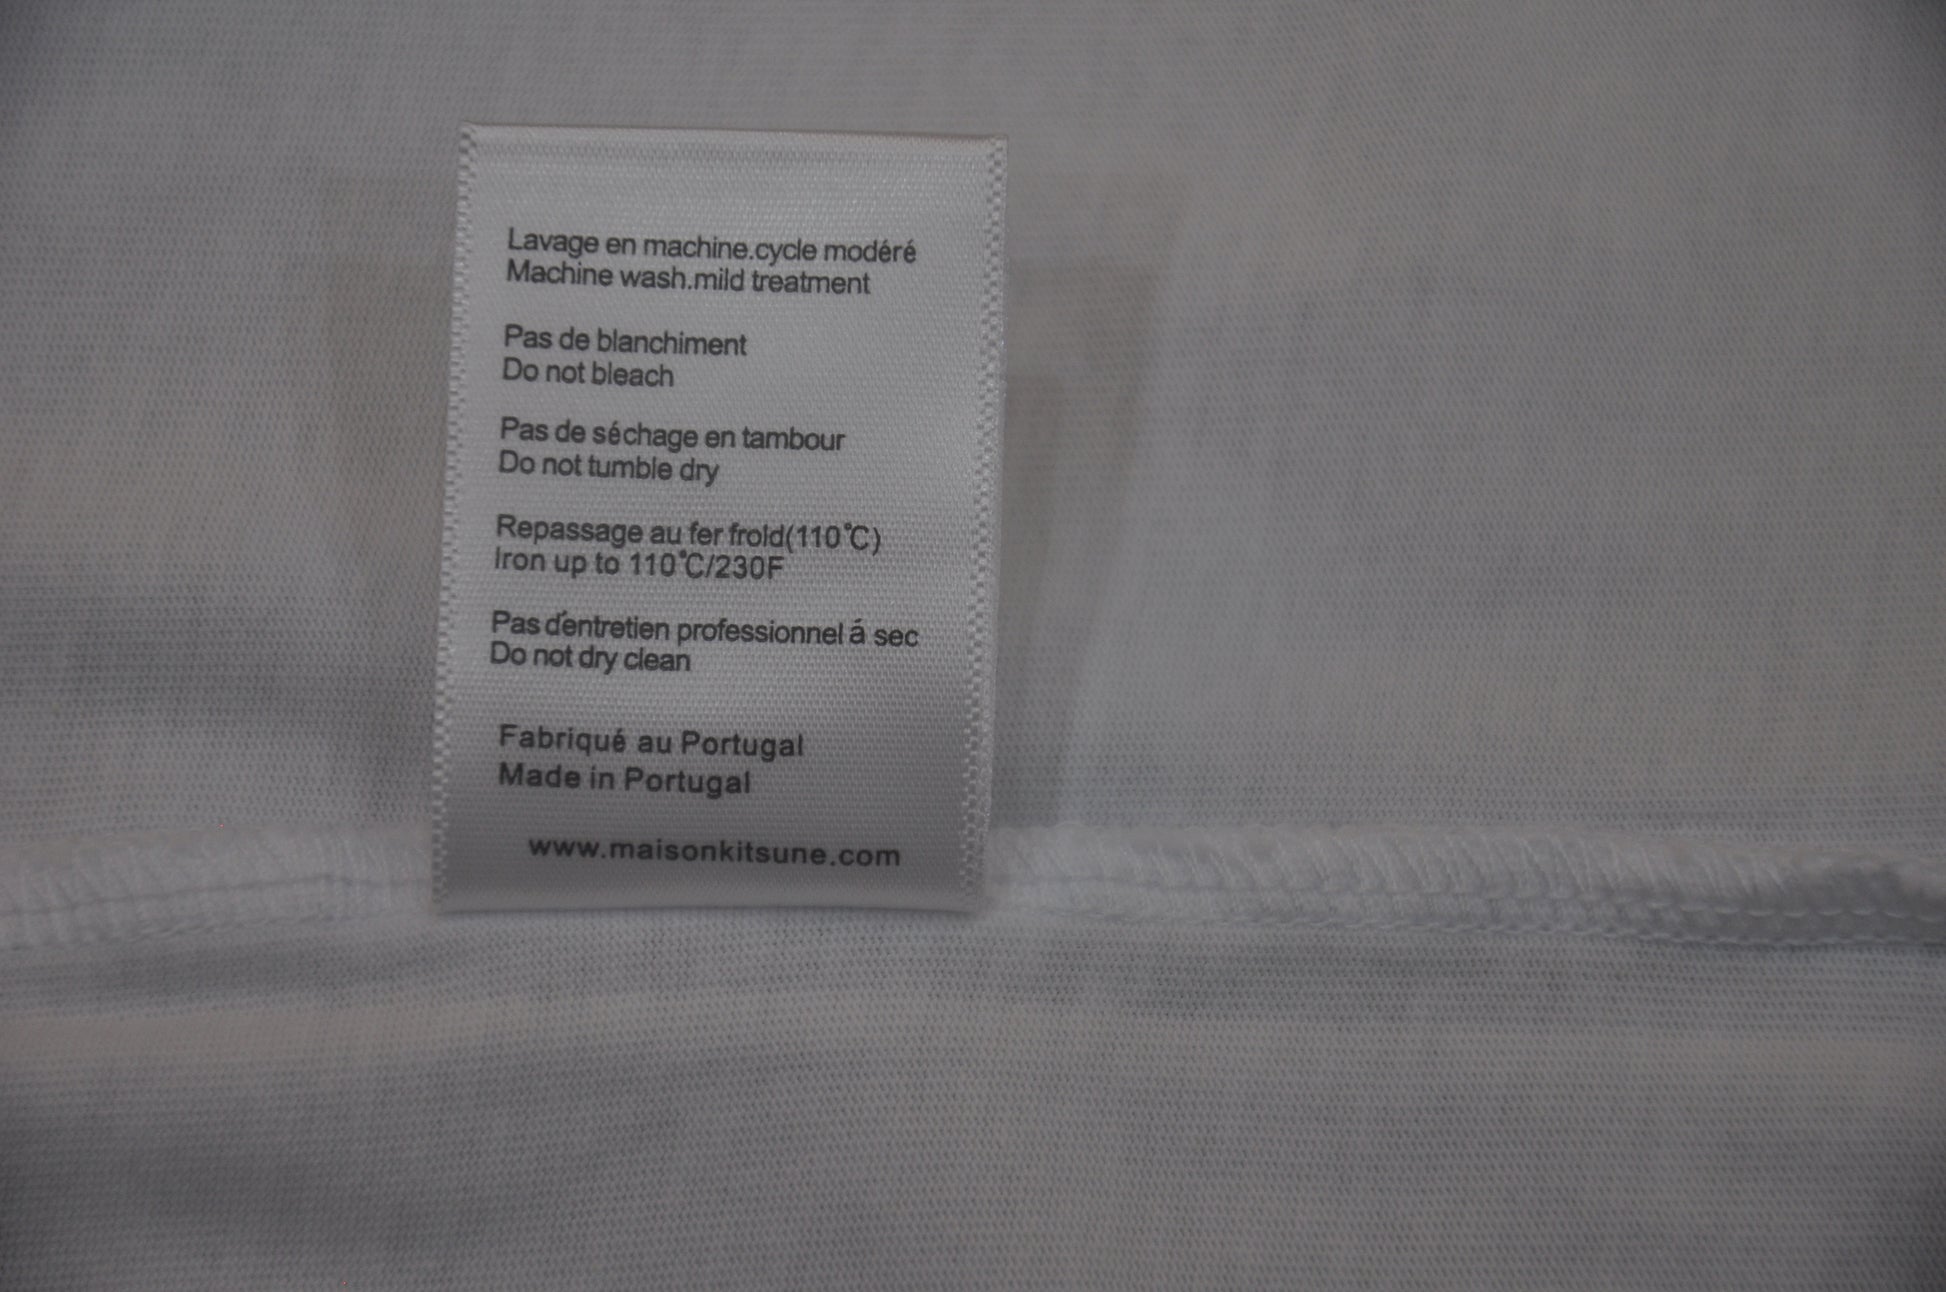 Lavage en machine.cycle modéré
Machine wash.mild treatment
Pas de blanchiment
Do not bleach
Pas de séchage en tambour
Do not tumble dry
Repassage au fer froid(110℃)
Iron up to 110℃/230F
Pas d'entretien professionnel á sec
Do not dry clean
Fabriqué au Portugal
Made in Portugal
www.maisonkitsune.com